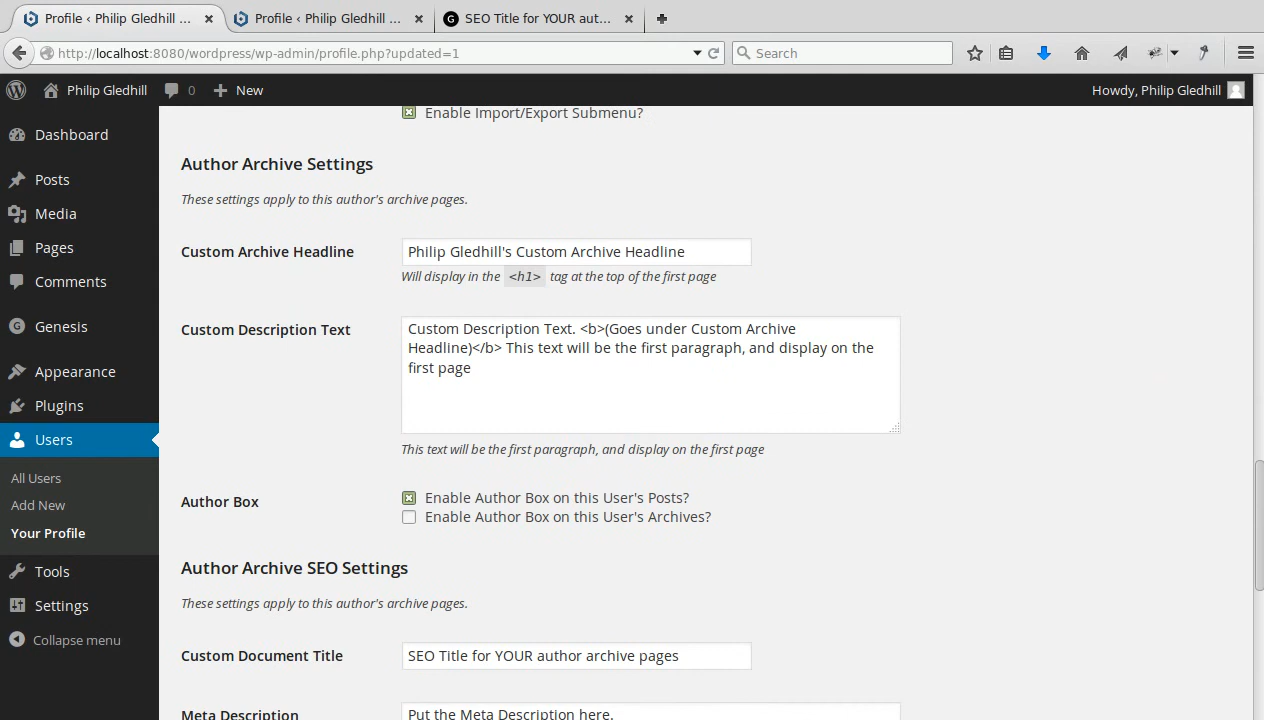 Profile ‹ Philip Gledhill ... ×
Profile ‹ Philip Gledhill ... ×
G SEO Title for YOUR aut... ×
http://localhost:8080/wordpress/wp-admin/profile.php?updated=1
Search
Philip Gledhill
0
New
Howdy, Philip Gledhill
Dashboard
Posts
Media
Pages
Comments
Genesis
Appearance
Plugins
Users
All Users
Add New
Your Profile
Tools
Settings
Collapse menu
Enable Import/Export Submenu?
Author Archive Settings
These settings apply to this author's archive pages.
Custom Archive Headline
Philip Gledhill's Custom Archive Headline
Will display in the <h1> tag at the top of the first page
Custom Description Text
Custom Description Text. <b>(Goes under Custom Archive
Headline)</b> This text will be the first paragraph, and display on the
first page
This text will be the first paragraph, and display on the first page
Author Box
Enable Author Box on this User's Posts?
Enable Author Box on this User's Archives?
Author Archive SEO Settings
These settings apply to this author's archive pages.
Custom Document Title
SEO Title for YOUR author archive pages
Meta Description
Put the Meta Description here.